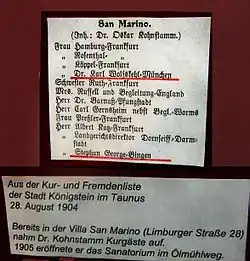 San Marino.
(Inh.: Dr. Oskar Kohnstamm.)
Frau Hamburg-Frankfurt
„ Rosenthal- „
„ Köppel-Frankfurt
„ Dr. Karl Wolfskehl-München
Schwester Ruth-Frankfurt
Mrs. Russell und Begleitung-England
Herr Dr. Barnaß-Pfungstadt
Herr Carl Gernsheim nebst Begl.-Worms
Frau Preßler-Frankfurt
Herr Albert Katz-Frankfurt
„ Landgerichtsdirektor Dornseiff-Darm-
stadt
„ Stephan George-Bingen
Aus der Kur- und Fremdenliste
der Stadt Königstein im Taunus
28. August 1904
Bereits in der Villa San Marino (Limburger Straße 28)
nahm Dr. Kohnstamm Kurgäste auf.
1905 eröffnete er das Sanatorium im Ölmühlweg.